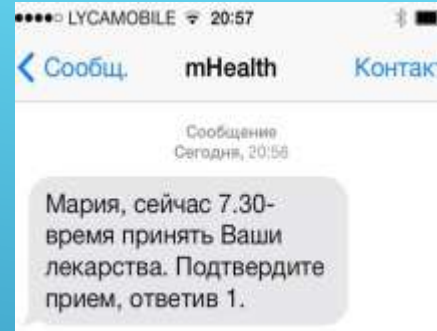 LYCAMOBILE 20:57
Сообщ. mHealth Контакт
Сообщение
Сегодня, 20:56
Мария, сейчас 7.30-
время принять Ваши
лекарства. Подтвердите
прием, ответив 1.